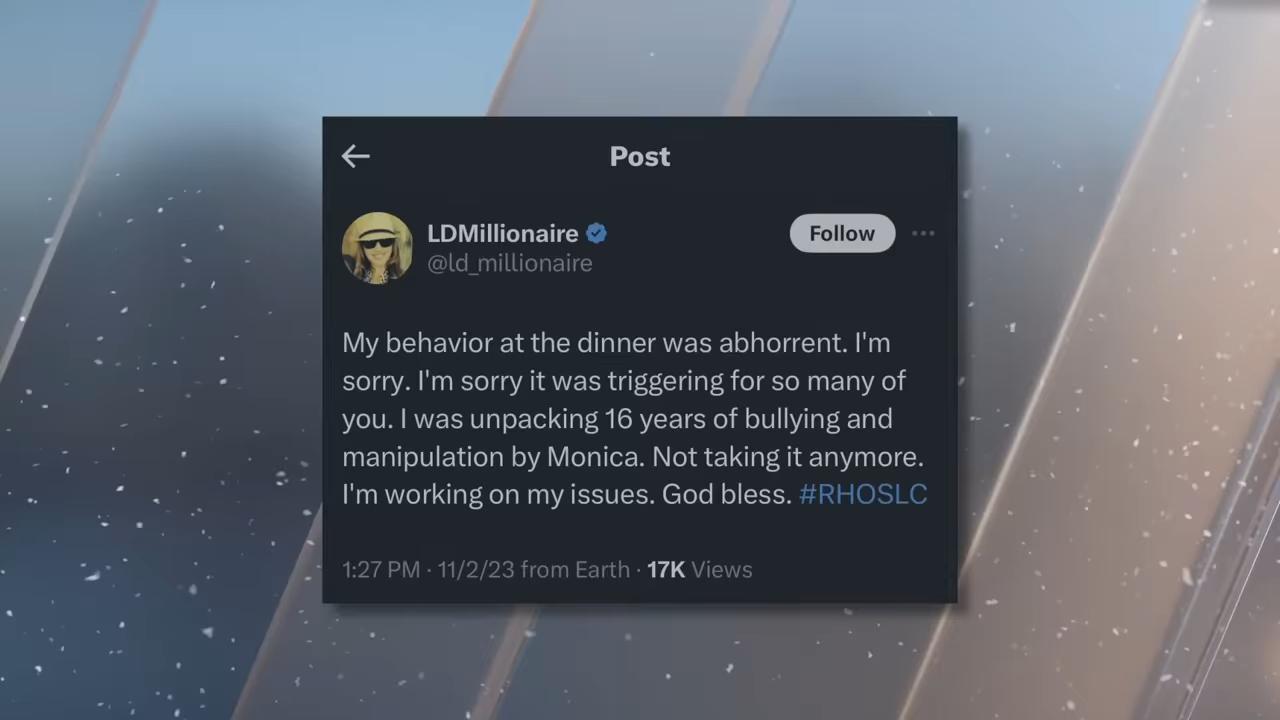 Post
LDMillionaire
Follow
@ld_millionaire
My behavior at the dinner was abhorrent. I'm
sorry. I'm sorry it was triggering for so many of
you. I was unpacking 16 years of bullying and
manipulation by Monica. Not taking it anymore.
I'm working on my issues. God bless. #RHOSLC
1:27 PM · 11/2/23 from Earth · 17K Views